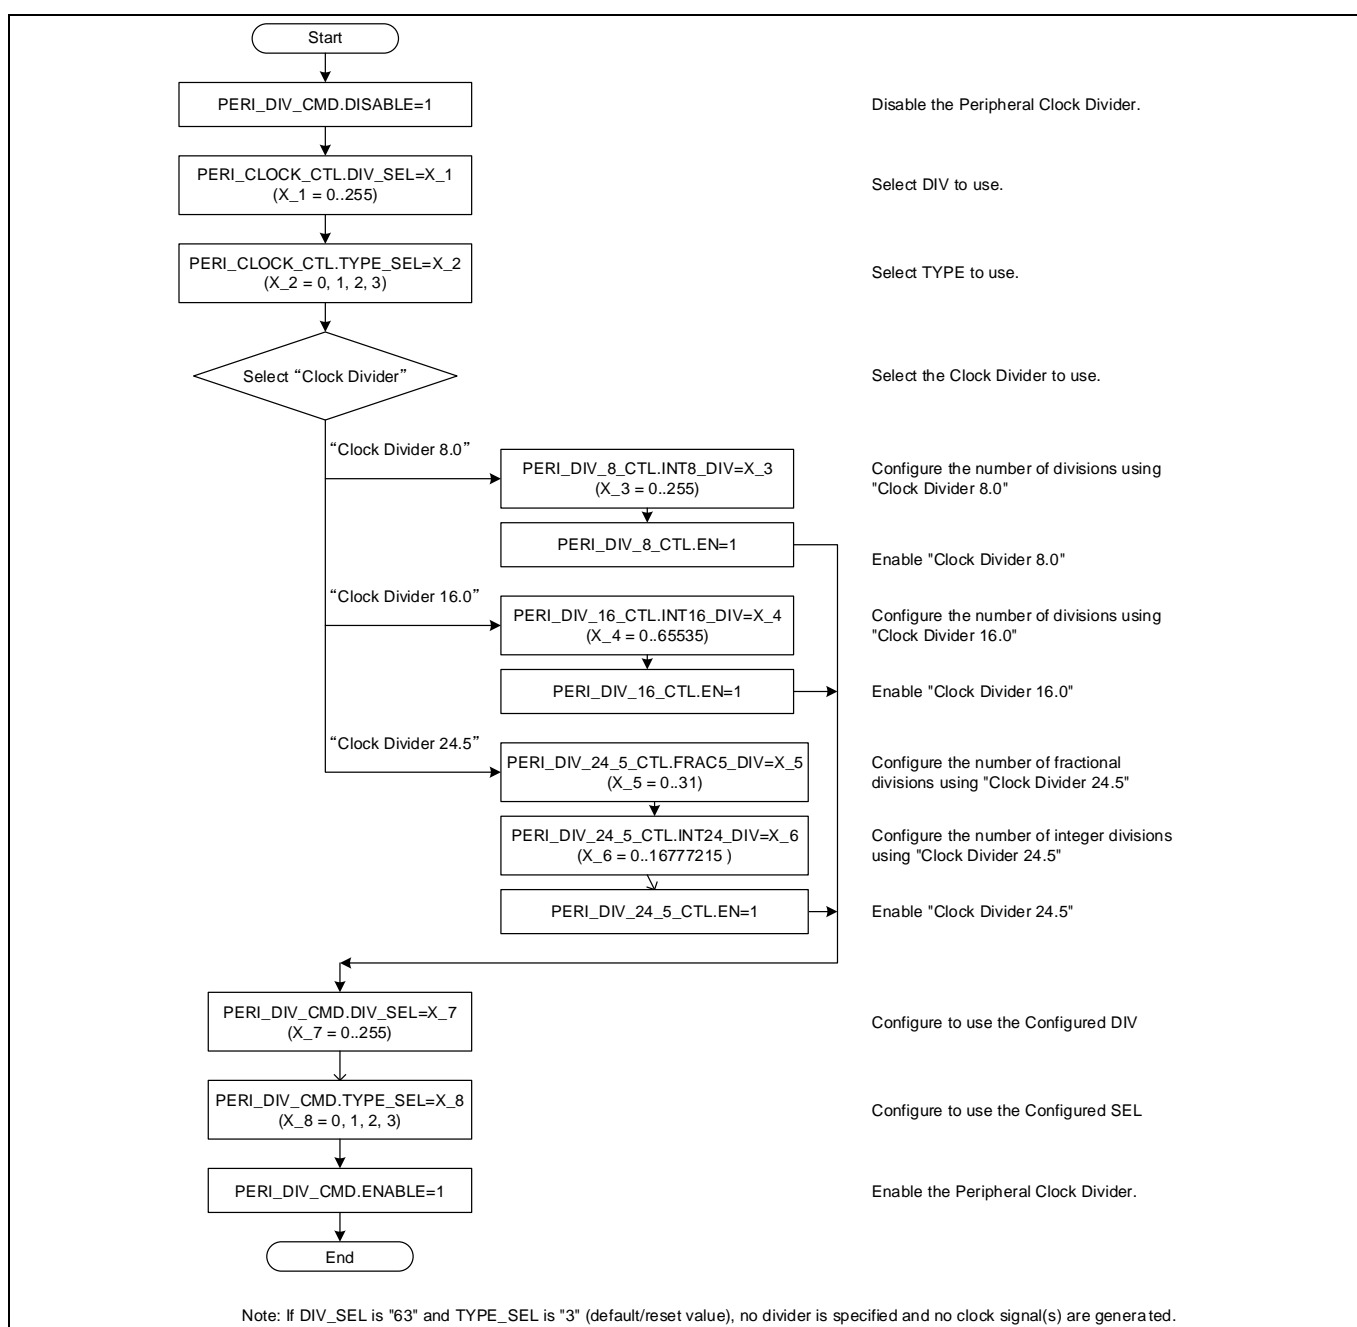 Start
PERI_DIV_CMD.DISABLE=1
Disable the Peripheral Clock Divider.
PERI_CLOCK_CTL.DIV_SEL=X_1
(X_1 = 0..255)
Select DIV to use.
PERI_CLOCK_CTL.TYPE_SEL=X_2
(X_2 = 0, 1, 2, 3)
Select TYPE to use.
Select “Clock Divider”
Select the Clock Divider to use.
“Clock Divider 8.0”
PERI_DIV_8_CTL.INT8_DIV=X_3
(X_3 = 0..255)
Configure the number of divisions using
"Clock Divider 8.0"
PERI_DIV_8_CTL.EN=1
Enable "Clock Divider 8.0"
“Clock Divider 16.0”
PERI_DIV_16_CTL.INT16_DIV=X_4
(X_4 = 0..65535)
Configure the number of divisions using
"Clock Divider 16.0"
PERI_DIV_16_CTL.EN=1
Enable "Clock Divider 16.0"
“Clock Divider 24.5”
PERI_DIV_24_5_CTL.FRAC5_DIV=X_5
(X_5 = 0..31)
Configure the number of fractional
divisions using "Clock Divider 24.5"
PERI_DIV_24_5_CTL.INT24_DIV=X_6
(X_6 = 0..16777215 )
Configure the number of integer divisions
using "Clock Divider 24.5"
PERI_DIV_24_5_CTL.EN=1
Enable "Clock Divider 24.5"
PERI_DIV_CMD.DIV_SEL=X_7
(X_7 = 0..255)
Configure to use the Configured DIV
PERI_DIV_CMD.TYPE_SEL=X_8
(X_8 = 0, 1, 2, 3)
Configure to use the Configured SEL
PERI_DIV_CMD.ENABLE=1
Enable the Peripheral Clock Divider.
End
Note: If DIV_SEL is "63" and TYPE_SEL is "3" (default/reset value), no divider is specified and no clock signal(s) are generated.